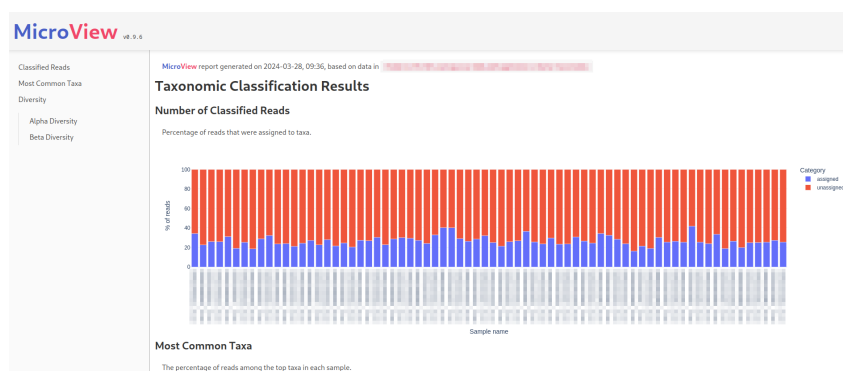 MicroView v0.9.6
Classified Reads
Most Common Taxa
Diversity
Alpha Diversity
Beta Diversity
MicroView report generated on 2024-03-28, 09:36, based on data in
Taxonomic Classification Results
Number of Classified Reads
Percentage of reads that were assigned to taxa.
Category
assigned
unassigned
100
80
60
40
20
0
% of reads
Sample name
Most Common Taxa
The percentage of reads among the top taxa in each sample.